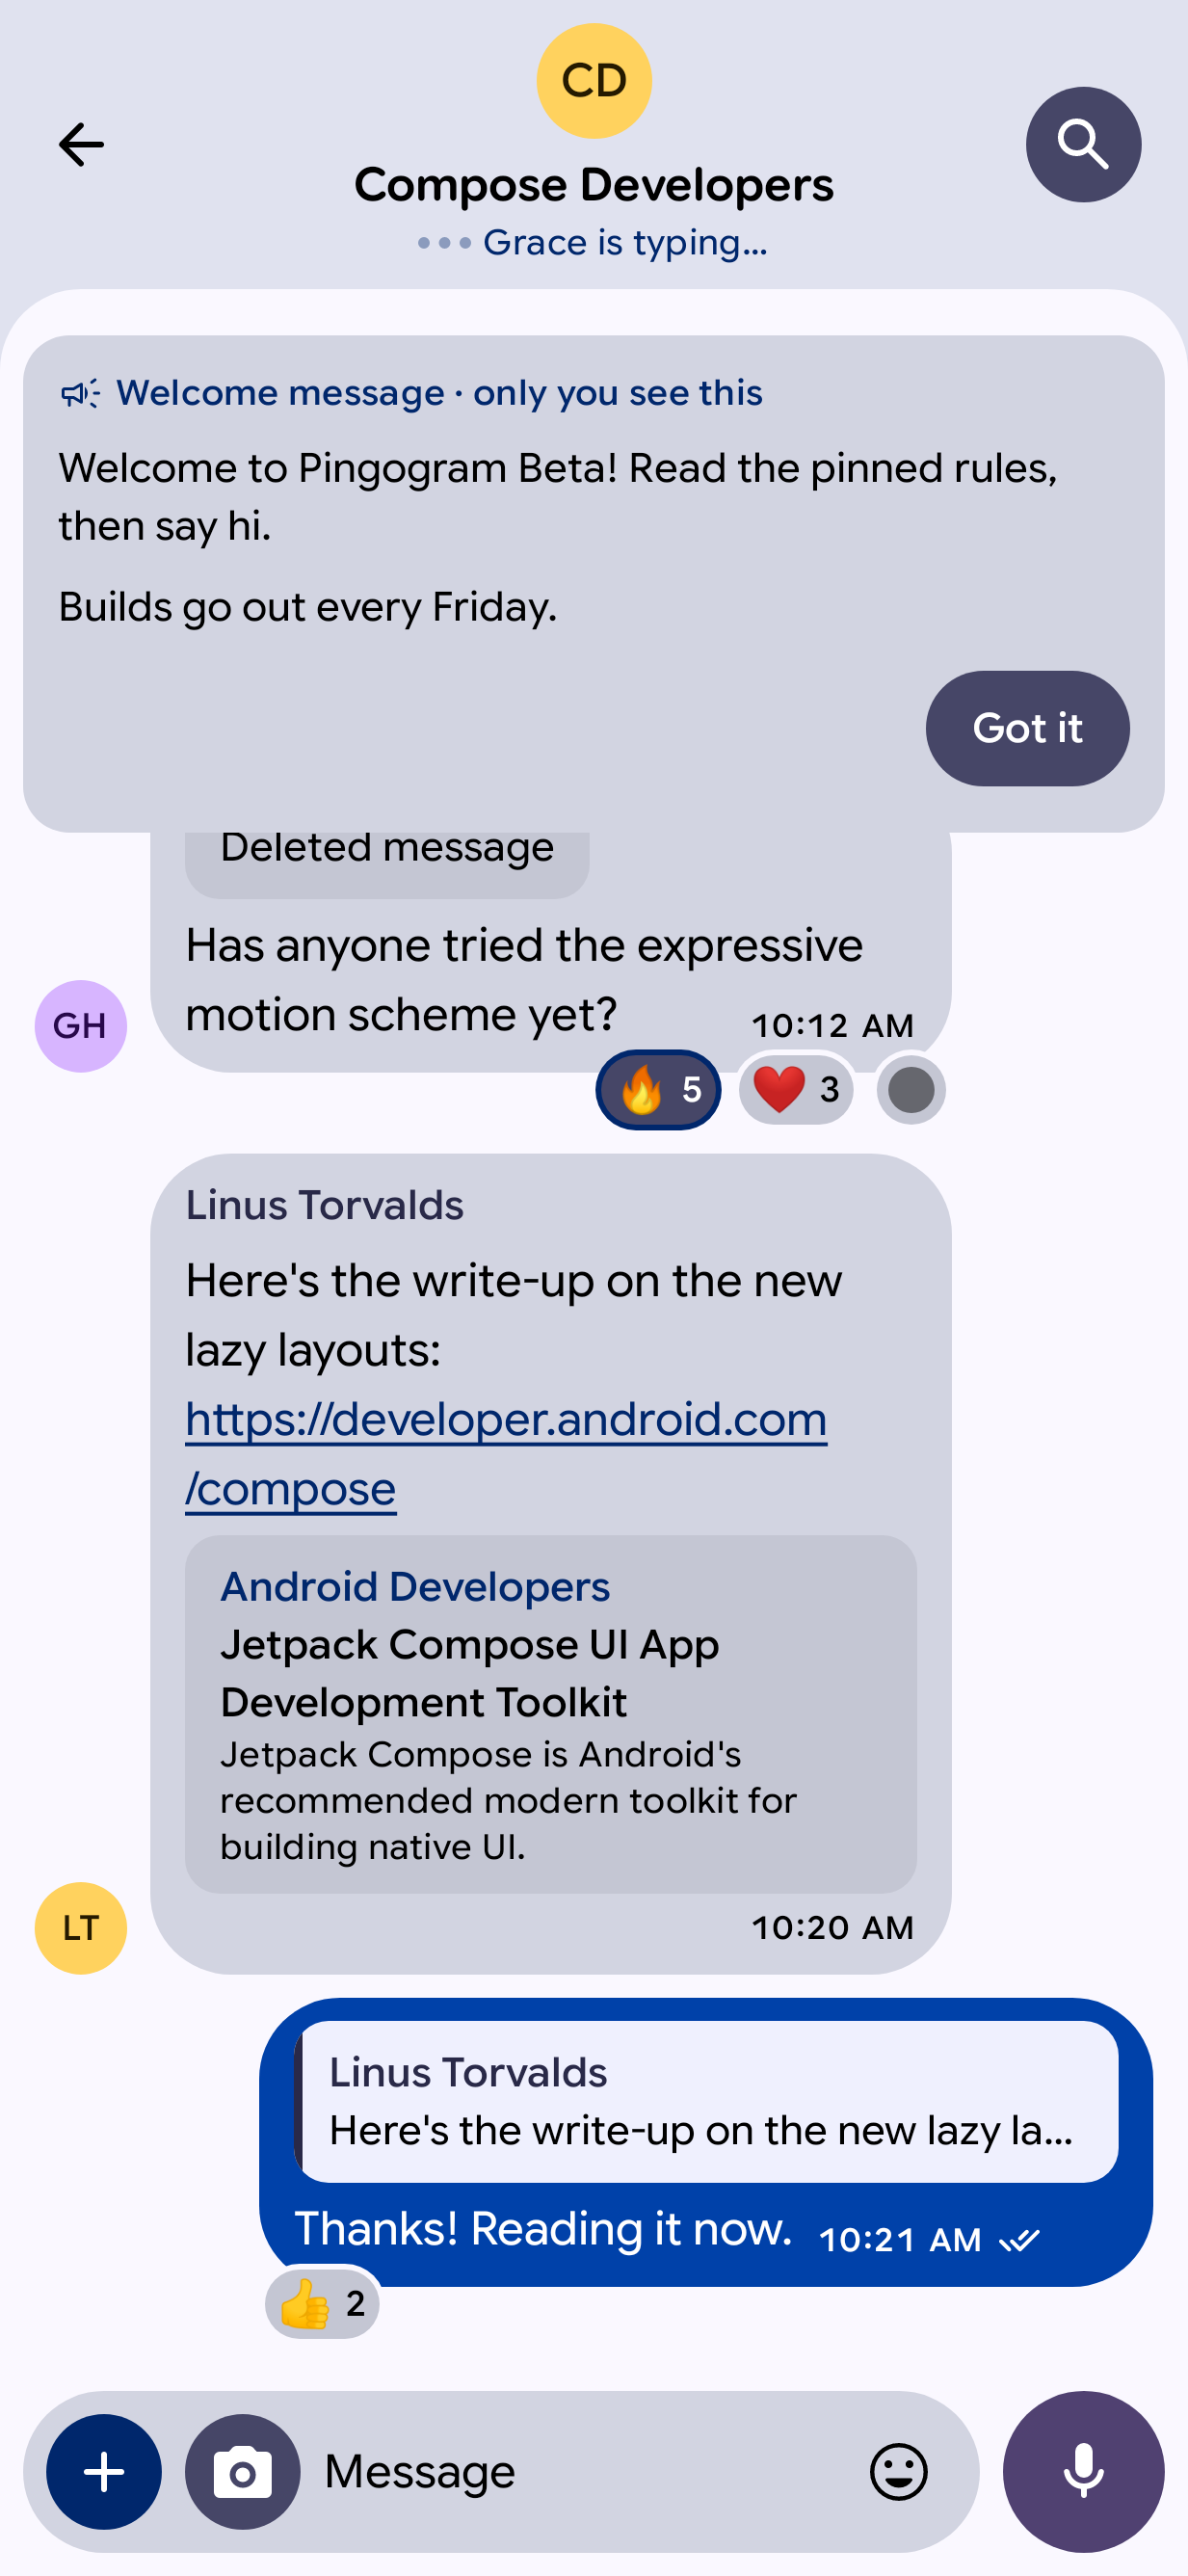 CD
Compose Developers
Grace is typing...
Welcome message · only you see this
Welcome to Pingogram Beta! Read the pinned rules,
then say hi.
Builds go out every Friday.
Got it
Deleted message
Has anyone tried the expressive
motion scheme yet?
10:12 AM
GH
5
3
Linus Torvalds
Here's the write-up on the new
lazy layouts:
https://developer.android.com
/compose
Android Developers
Jetpack Compose UI App
Development Toolkit
Jetpack Compose is Android's
recommended modern toolkit for
building native UI.
LT
10:20 AM
Linus Torvalds
Here's the write-up on the new lazy la...
Thanks! Reading it now.
10:21 AM
2
Message